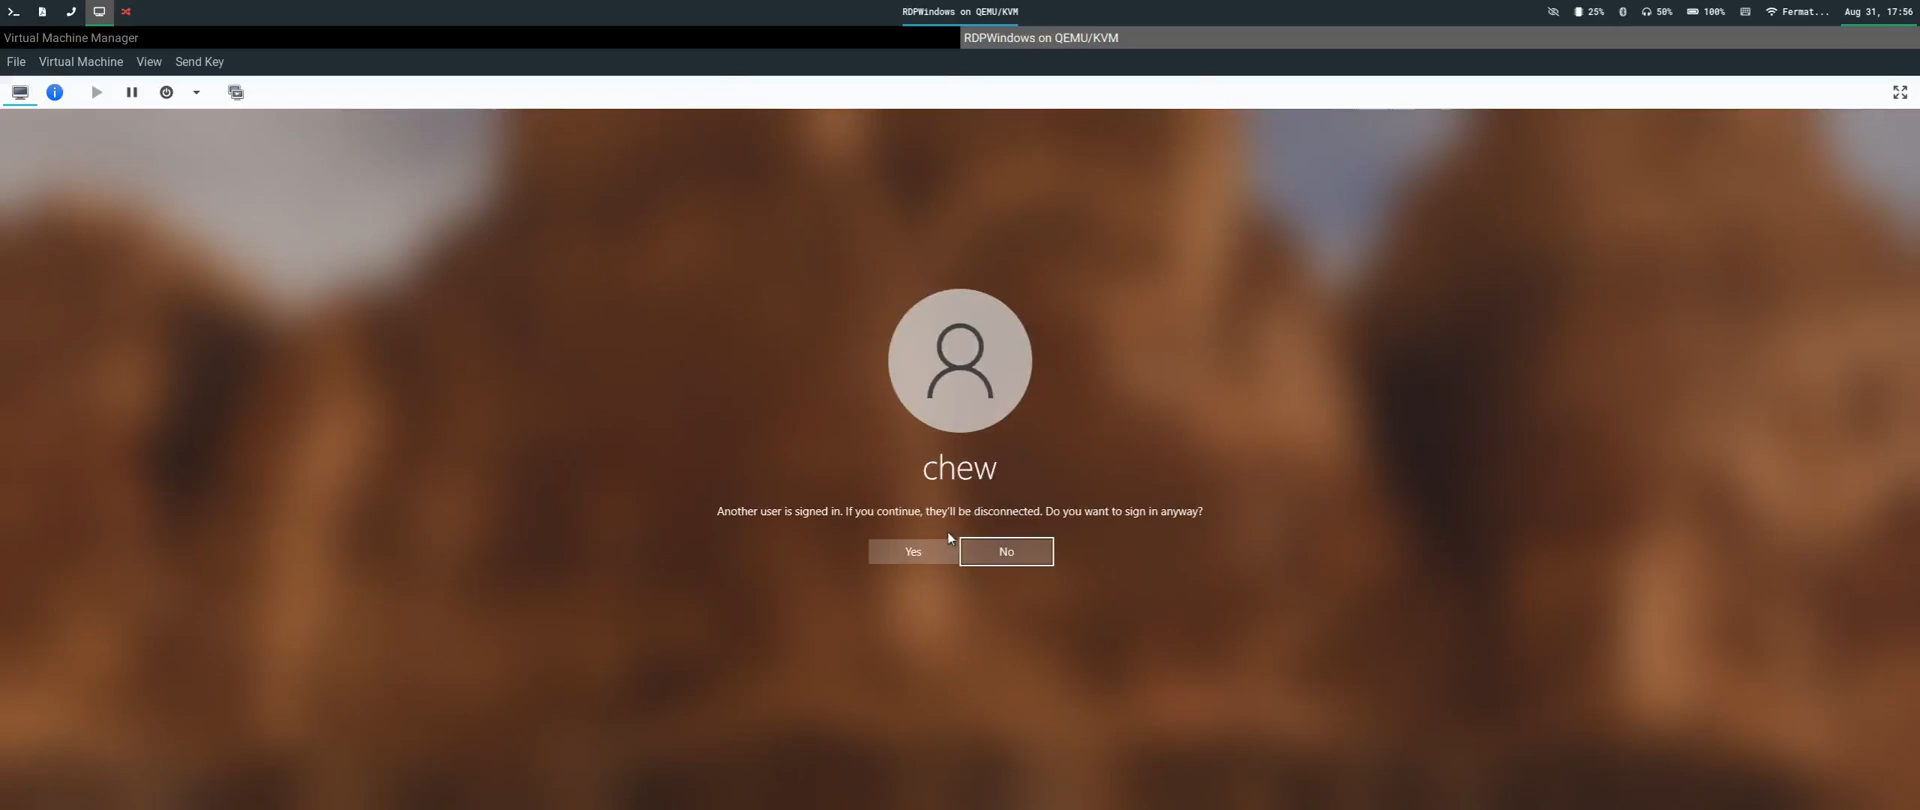 RDPWindows on QEMU/KVM
25%
50%
100%
Fermat...
Aug 31, 17:56
Virtual Machine Manager
RDPWindows on QEMU/KVM
File Virtual Machine View Send Key
chew
Another user is signed in. If you continue, they'll be disconnected. Do you want to sign in anyway?
Yes
No